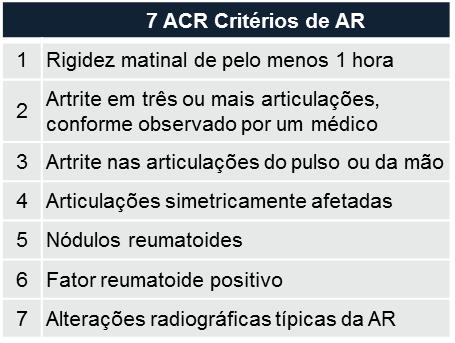 7 ACR Critérios de AR
1 Rigidez matinal de pelo menos 1 hora
2 Artrite em três ou mais articulações,
conforme observado por um médico
3 Artrite nas articulações do pulso ou da mão
4 Articulações simetricamente afetadas
5 Nódulos reumatoides
6 Fator reumatoide positivo
7 Alterações radiográficas típicas da AR